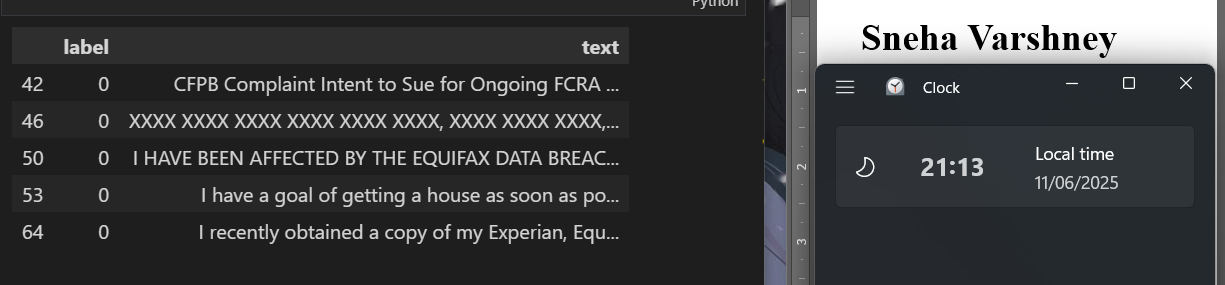 Python
label text
42 0 CFPB Complaint Intent to Sue for Ongoing FCRA ...
46 0 XXXX XXXX XXXX XXXX XXXX XXXX, XXXX XXXX XXXX,...
50 0 I HAVE BEEN AFFECTED BY THE EQUIFAX DATA BREAC...
53 0 I have a goal of getting a house as soon as po...
64 0 I recently obtained a copy of my Experian, Equ...
1
2
3
Sneha Varshney
Clock
21:13
Local time
11/06/2025